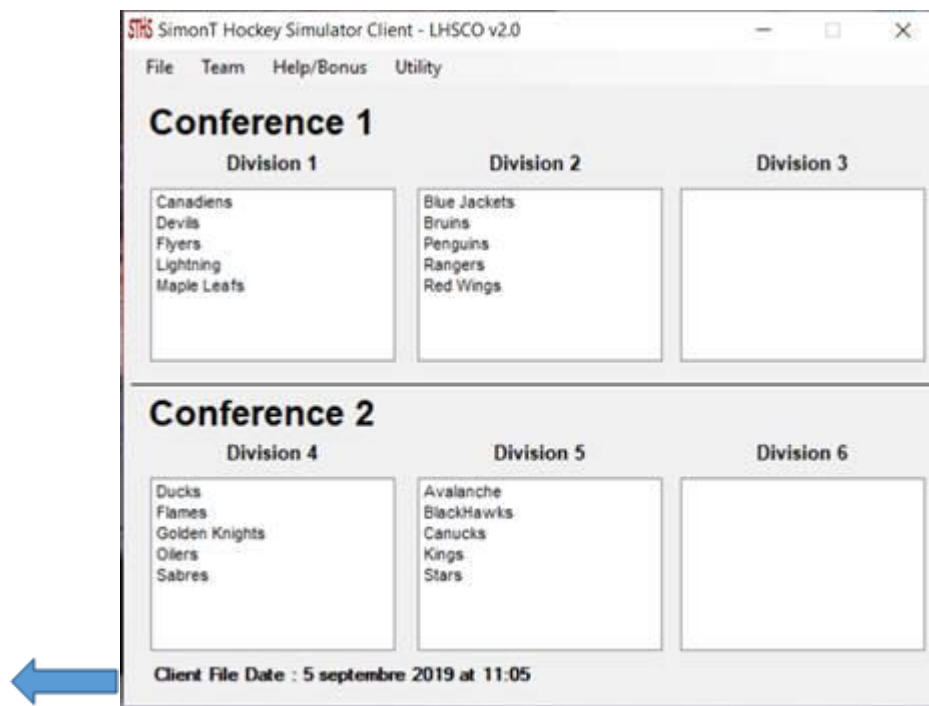 STHS SimonT Hockey Simulator Client - LHSCO v2.0
File Team Help/Bonus Utility
Conference 1
Division 1 Division 2 Division 3
Canadiens Blue Jackets
Devils Bruins
Flyers Penguins
Lightning Rangers
Maple Leafs Red Wings
Conference 2
Division 4 Division 5 Division 6
Ducks Avalanche
Flames BlackHawks
Golden Knights Canucks
Oilers Kings
Sabres Stars
Client File Date : 5 septembre 2019 at 11:05